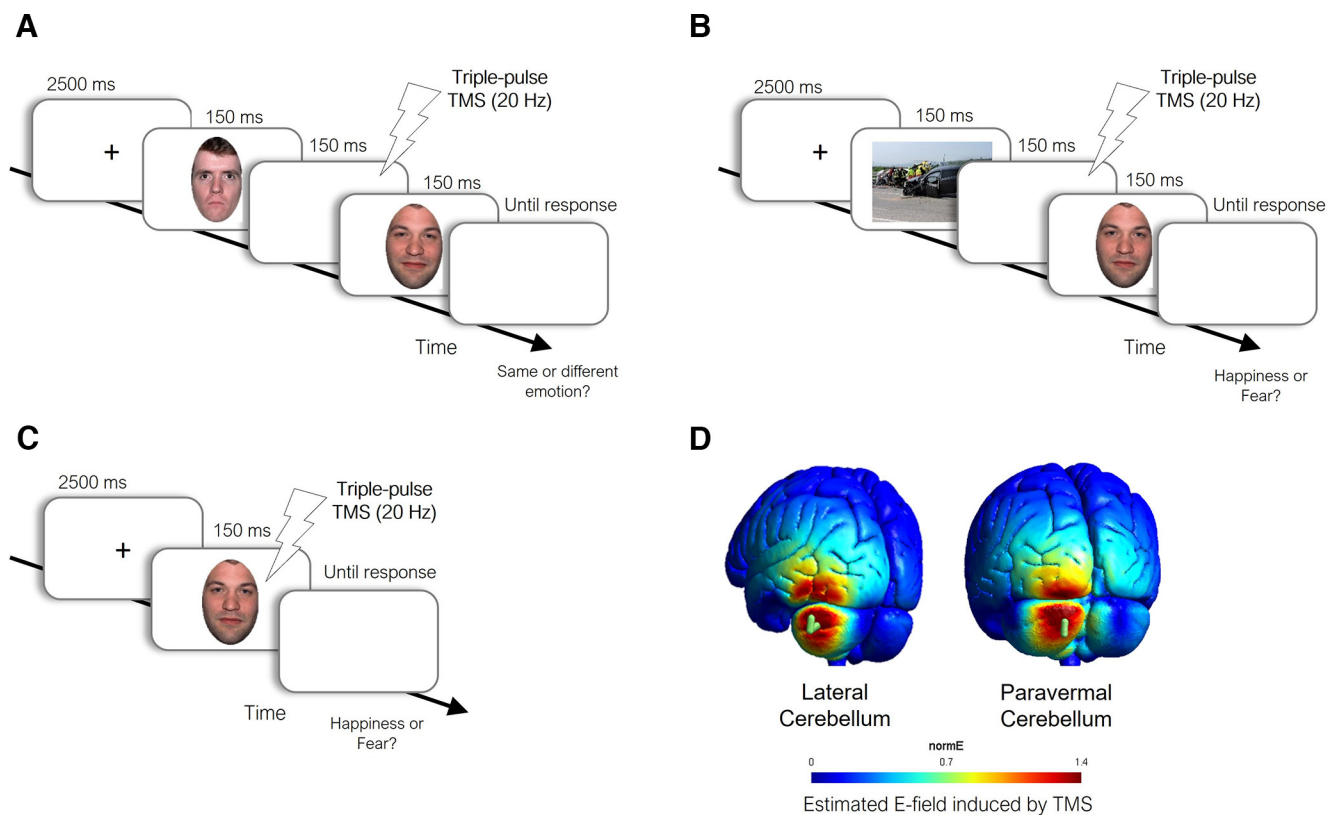 A
2500 ms
150 ms
150 ms
Triple-pulse
TMS (20 Hz)
150 ms
Until response
+
Time
Same or different
emotion?
B
2500 ms
150 ms
150 ms
Triple-pulse
TMS (20 Hz)
150 ms
Until response
+
Time
Happiness or
Fear?
C
2500 ms
150 ms
Triple-pulse
TMS (20 Hz)
Until response
+
Time
Happiness or
Fear?
D
Lateral
Cerebellum
Paravermal
Cerebellum
normE
0 0.7 1.4
Estimated E-field induced by TMS